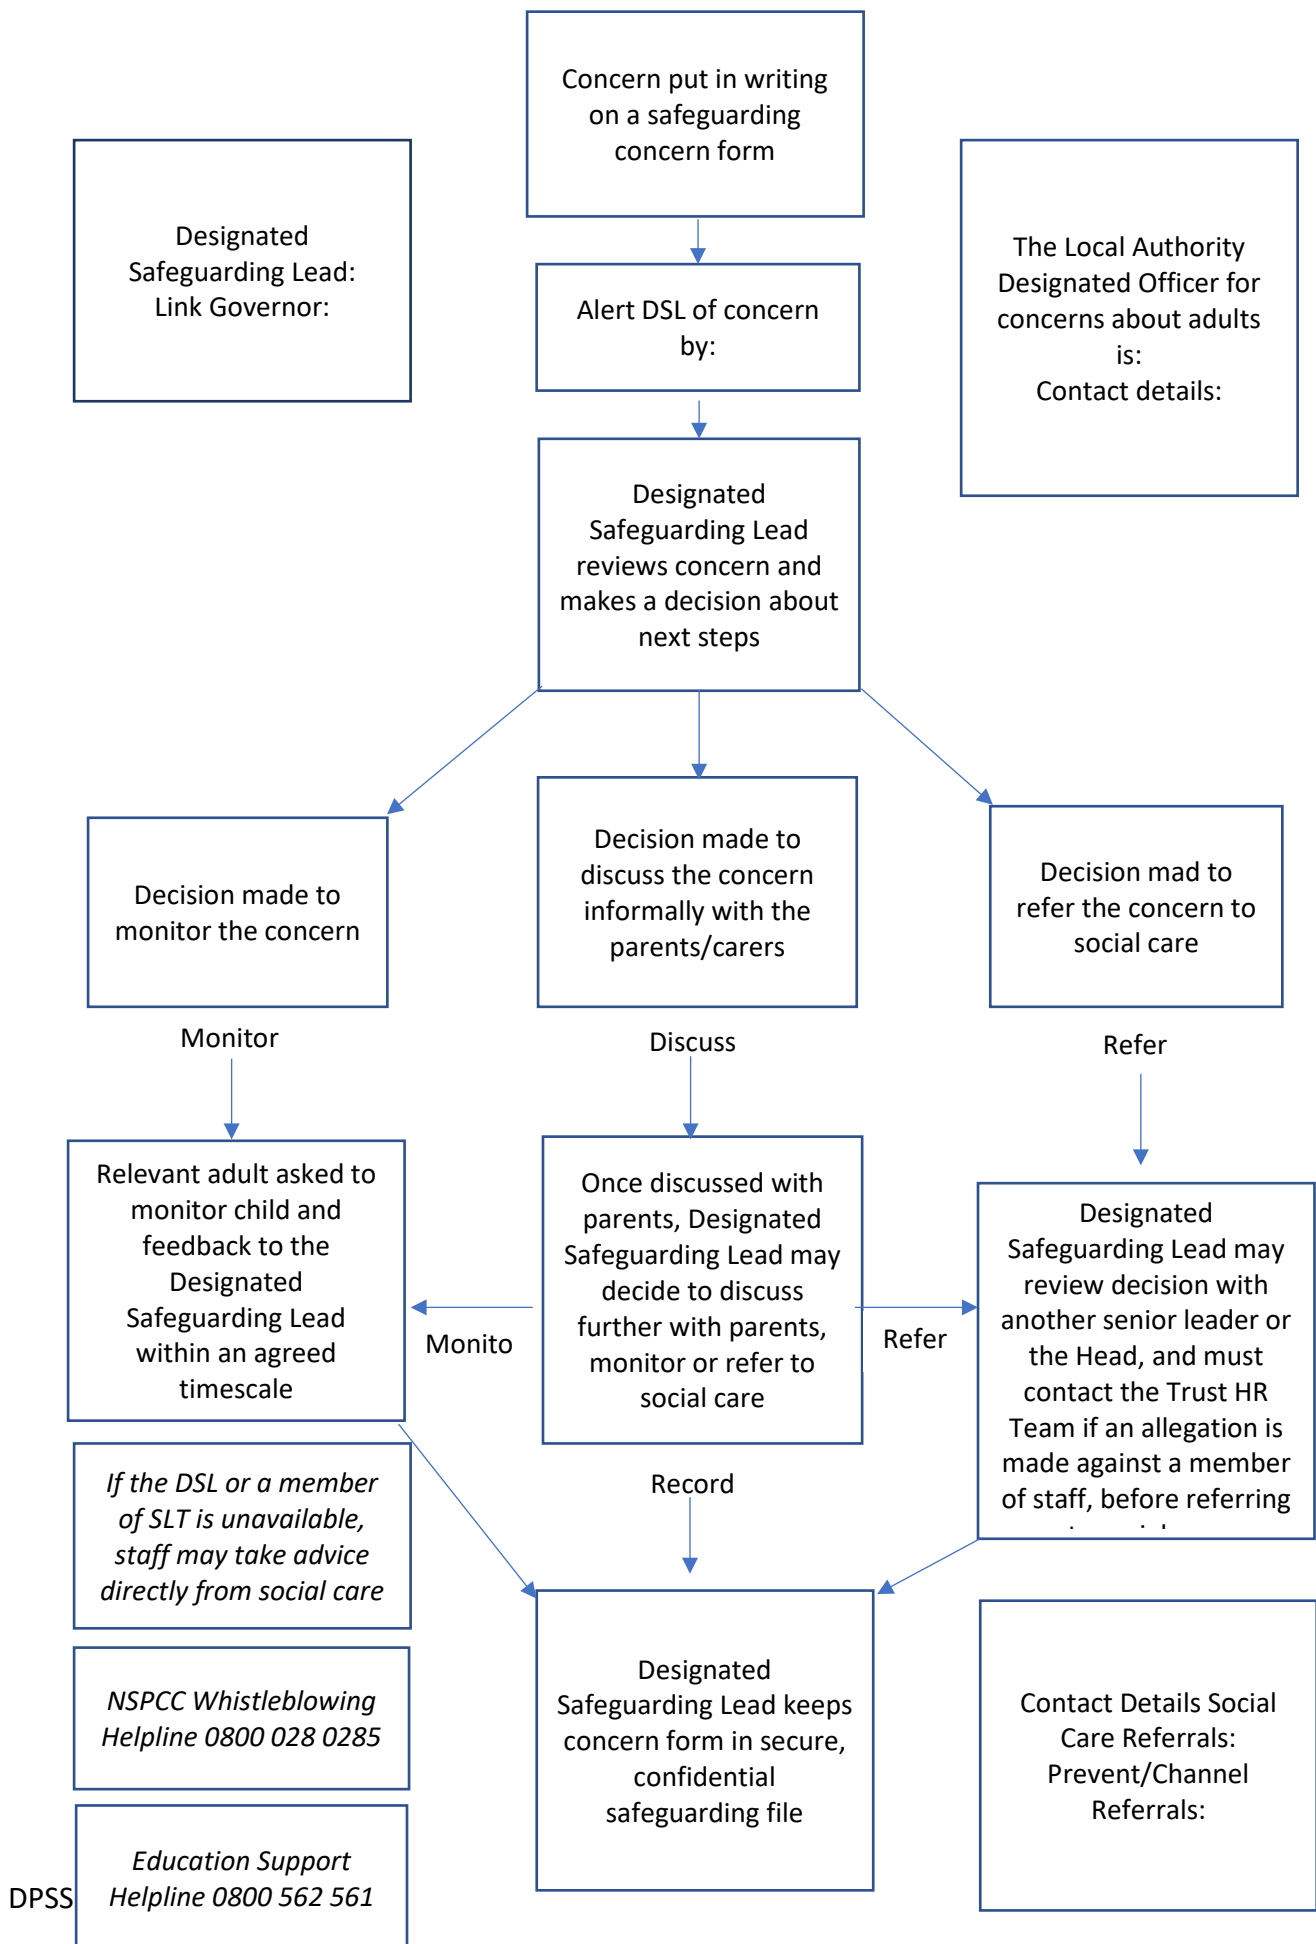 Concern put in writing
on a safeguarding
concern form
Designated
Safeguarding Lead:
Link Governor:
The Local Authority
Designated Officer for
concerns about adults
is:
Contact details:
Alert DSL of concern
by:
Designated
Safeguarding Lead
reviews concern and
makes a decision about
next steps
Decision made to
monitor the concern
Decision made to
discuss the concern
informally with the
parents/carers
Decision mad to
refer the concern to
social care
Monitor
Discuss
Refer
Relevant adult asked to
monitor child and
feedback to the
Designated
Safeguarding Lead
within an agreed
timescale
Monito
Once discussed with
parents, Designated
Safeguarding Lead may
decide to discuss
further with parents,
monitor or refer to
social care
Refer
Designated
Safeguarding Lead may
review decision with
another senior leader or
the Head, and must
contact the Trust HR
Team if an allegation is
made against a member
of staff, before referring
If the DSL or a member
of SLT is unavailable,
staff may take advice
directly from social care
Record
NSPCC Whistleblowing
Helpline 0800 028 0285
Designated
Safeguarding Lead keeps
concern form in secure,
confidential
safeguarding file
Contact Details Social
Care Referrals:
Prevent/Channel
Referrals:
Education Support
Helpline 0800 562 561
DPSS